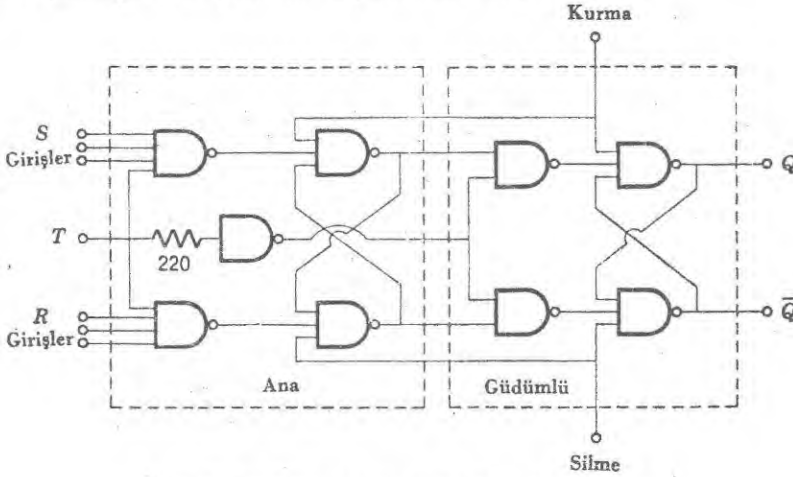 Kurma
S
Girişler
Q
T
220
R
Girişler
Q̅
Ana
Güdümlü
Silme